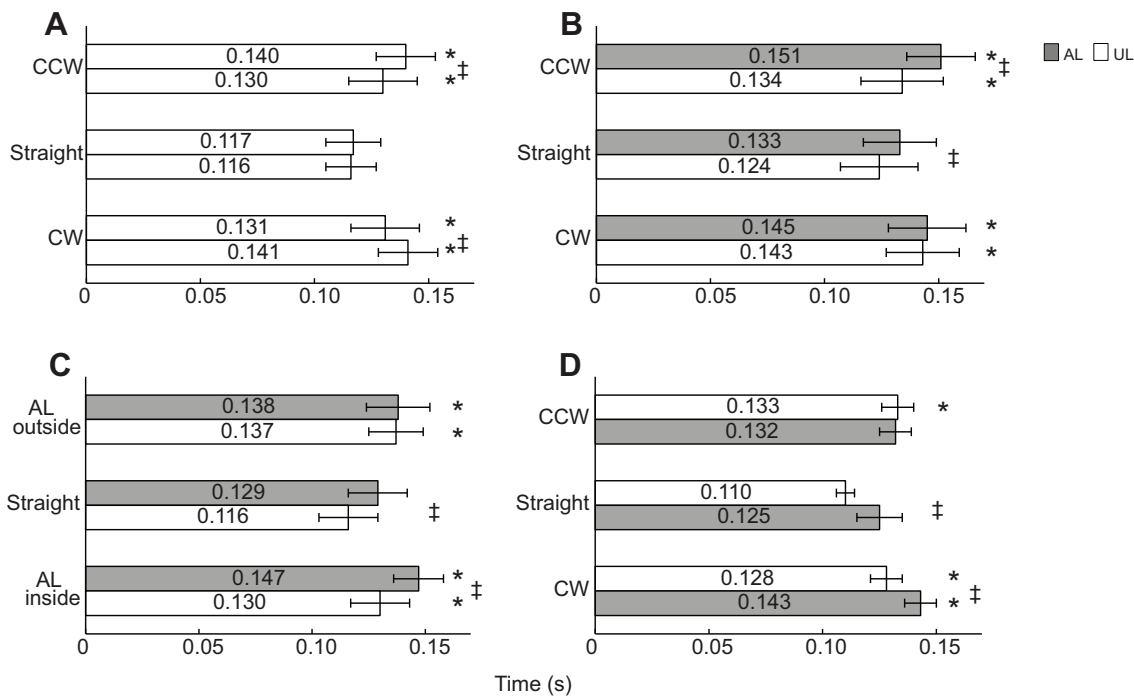 A
CCW
0.140
*
‡
0.130
*
Straight
0.117
0.116
CW
0.131
*
‡
0.141
*
0 0.05 0.10 0.15
B
AL UL
CCW
0.151
*
‡
0.134
*
Straight
0.133
‡
0.124
CW
0.145
*
0.143
*
0 0.05 0.10 0.15
C
AL
outside
0.138
*
0.137
*
Straight
0.129
‡
0.116
AL
inside
0.147
*
‡
0.130
*
0 0.05 0.10 0.15
D
CCW
0.133
*
0.132
Straight
0.110
‡
0.125
CW
0.128
*
‡
0.143
*
0 0.05 0.10 0.15
Time (s)